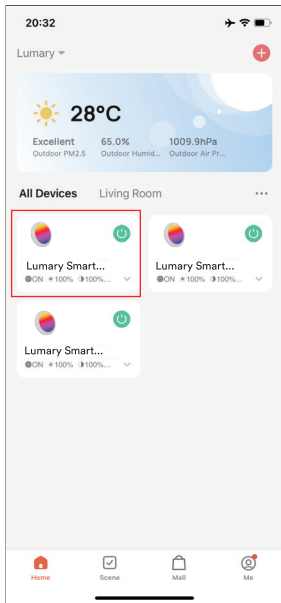 20:32
Lumary
28°C
Excellent 65.0% 1009.9hPa
Outdoor PM2.5 Outdoor Humid... Outdoor Air Pr...
All Devices Living Room ...
Lumary Smart... Lumary Smart...
ON 100% 100%... ON 100% 100%...
Lumary Smart...
ON 100% 100%...
Home Scene Mall Me